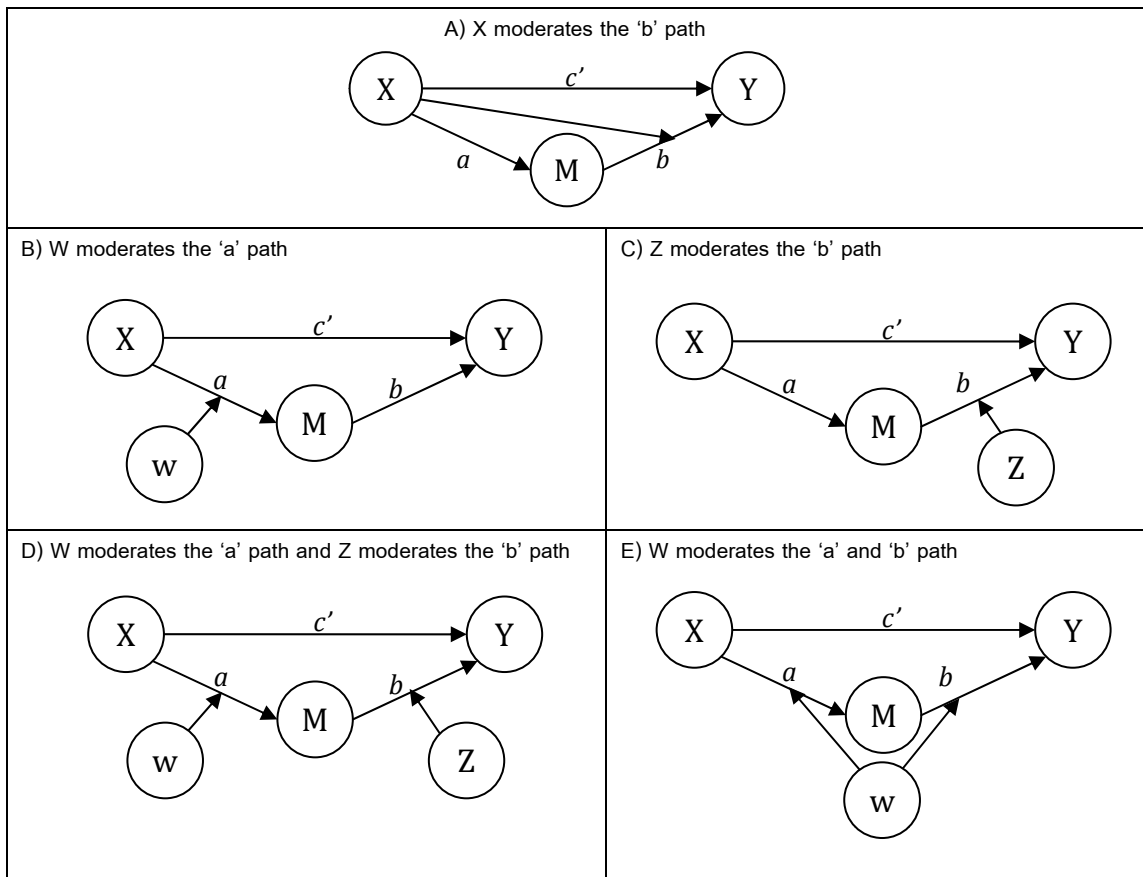 A) X moderates the ‘b’ path
X
c’
Y
a
M
b
B) W moderates the ‘a’ path
X
c’
Y
a
b
M
w
C) Z moderates the ‘b’ path
X
c’
Y
a
b
M
Z
D) W moderates the ‘a’ path and Z moderates the ‘b’ path
X
c’
Y
a
b
M
w
Z
E) W moderates the ‘a’ and ‘b’ path
X
c’
Y
a
b
M
w